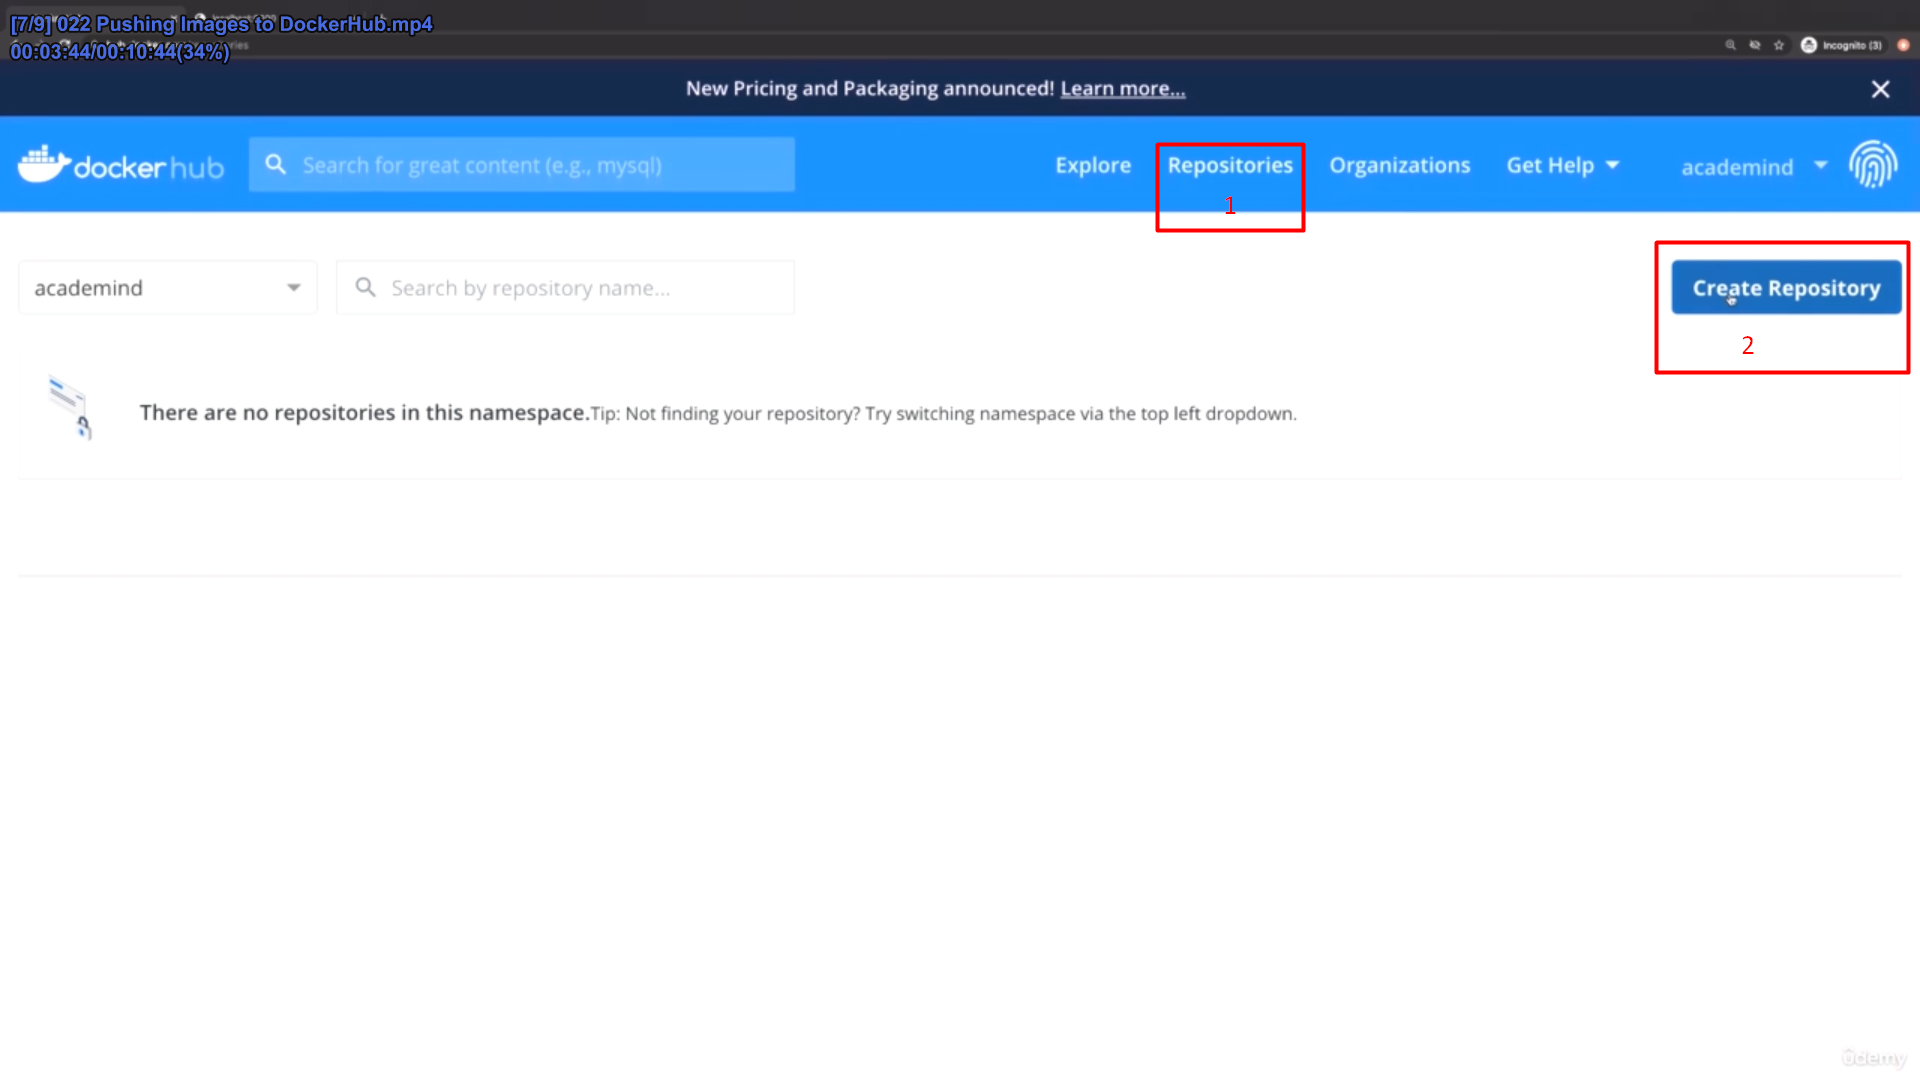 [7/9] 022 Pushing Images to DockerHub.mp4
00:03:44/00:10:44(34%)
Incognito (3)
New Pricing and Packaging announced! Learn more...
docker hub
Search for great content (e.g., mysql)
Explore
Repositories
Organizations
Get Help
academind
1
academind
Search by repository name...
Create Repository
2
There are no repositories in this namespace.Tip: Not finding your repository? Try switching namespace via the top left dropdown.
ûdemy